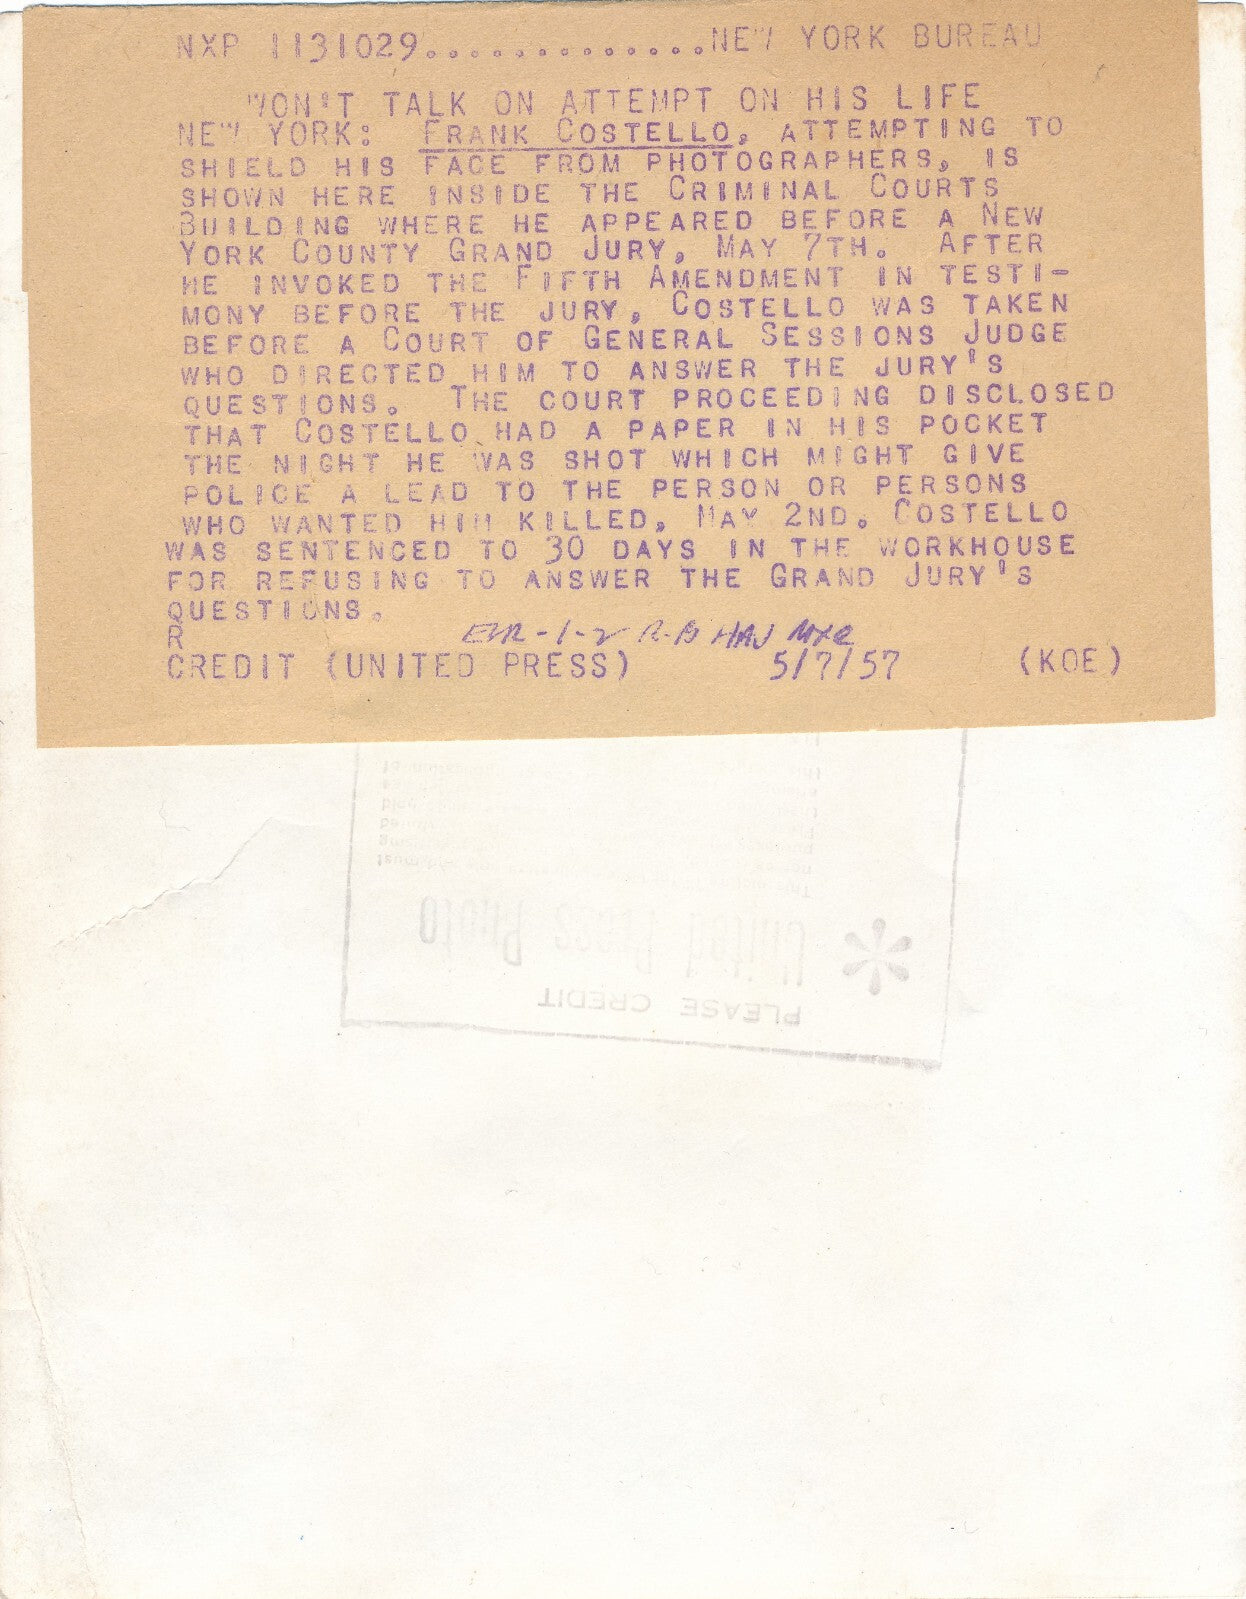 NXP 1131029..............NEW YORK BUREAU
WON'T TALK ON ATTEMPT ON HIS LIFE
NEW YORK: FRANK COSTELLO, ATTEMPTING TO
SHIELD HIS FACE FROM PHOTOGRAPHERS, IS
SHOWN HERE INSIDE THE CRIMINAL COURTS
BUILDING WHERE HE APPEARED BEFORE A NEW
YORK COUNTY GRAND JURY, MAY 7TH. AFTER
HE INVOKED THE FIFTH AMENDMENT IN TESTI-
MONY BEFORE THE JURY, COSTELLO WAS TAKEN
BEFORE A COURT OF GENERAL SESSIONS JUDGE
WHO DIRECTED HIM TO ANSWER THE JURY'S
QUESTIONS. THE COURT PROCEEDING DISCLOSED
THAT COSTELLO HAD A PAPER IN HIS POCKET
THE NIGHT HE WAS SHOT WHICH MIGHT GIVE
POLICE A LEAD TO THE PERSON OR PERSONS
WHO WANTED HIM KILLED, MAY 2ND. COSTELLO
WAS SENTENCED TO 30 DAYS IN THE WORKHOUSE
FOR REFUSING TO ANSWER THE GRAND JURY'S
QUESTIONS.
R
CREDIT (UNITED PRESS) 5/7/57 (KOE)
PLEASE CREDIT
United Press Photo